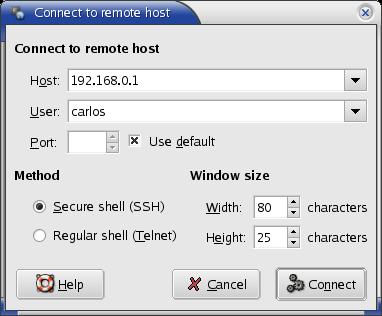 Connect to remote host
Connect to remote host
Host: 192.168.0.1
User: carlos
Port: Use default
Method Window size
Secure shell (SSH) Width: 80 characters
Regular shell (Telnet) Height: 25 characters
Help Cancel Connect